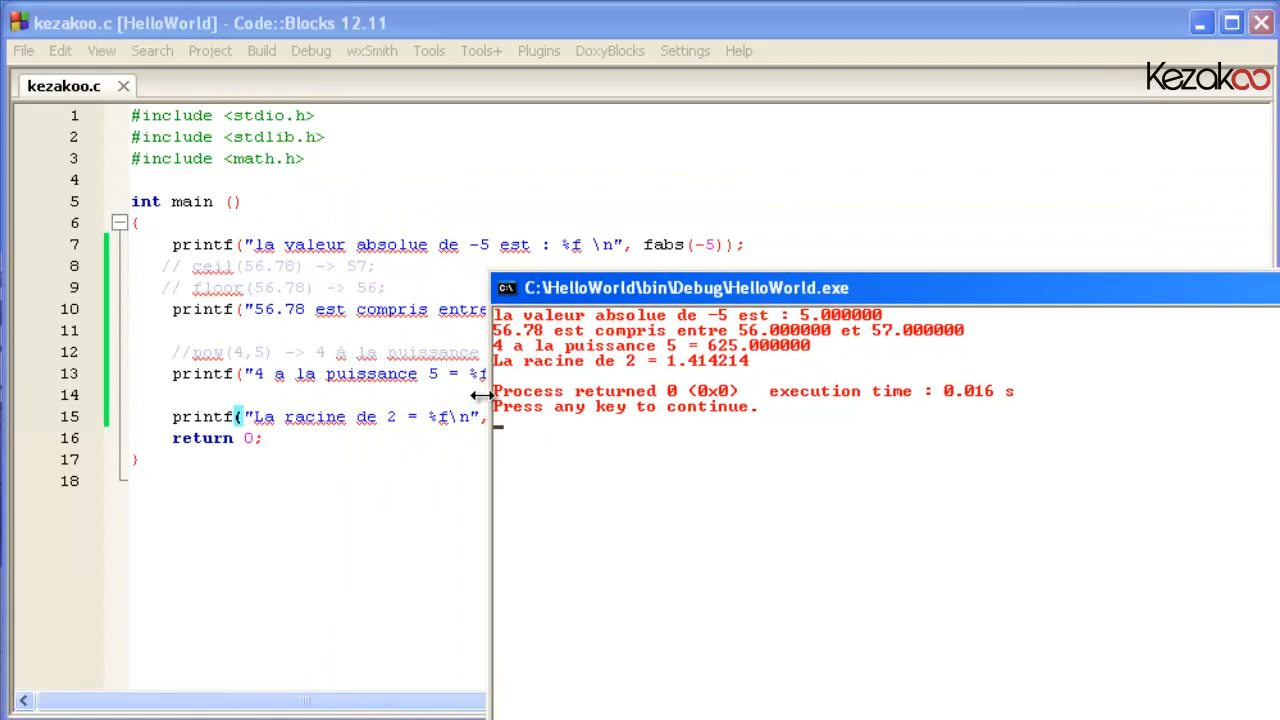 kezakoo.c [HelloWorld] - Code::Blocks 12.11
File Edit View Search Project Build Debug wxSmith Tools Tools+ Plugins DoxyBlocks Settings Help
Kezakoo
kezakoo.c
1 #include <stdio.h>
2 #include <stdlib.h>
3 #include <math.h>
4
5 int main ()
6 {
7 printf("la valeur absolue de -5 est : %f \n", fabs(-5));
8 // ceil(56.78) -> 57;
9 // floor(56.78) -> 56;
10 printf("56.78 est compris entre
11
12 //pow(4,5) -> 4 à la puissance
13 printf("4 a la puissance 5 = %f
14
15 printf("La racine de 2 = %f\n",
16 return 0;
17 }
18
C:\HelloWorld\bin\Debug\HelloWorld.exe
la valeur absolue de -5 est : 5.000000
56.78 est compris entre 56.000000 et 57.000000
4 a la puissance 5 = 625.000000
La racine de 2 = 1.414214
Process returned 0 (0x0) execution time : 0.016 s
Press any key to continue.